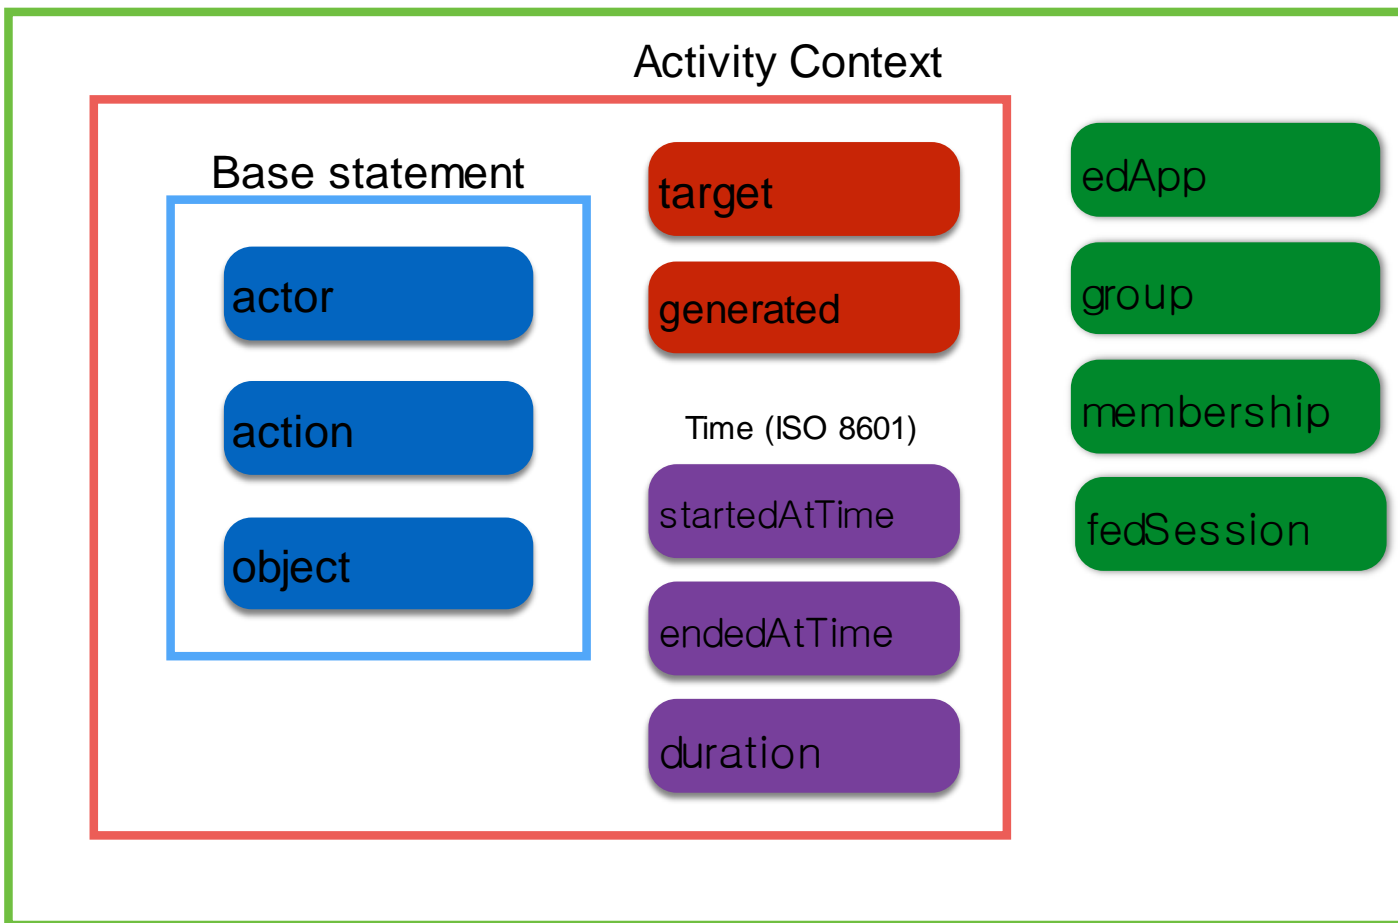 Activity Context
Base statement
actor
action
object
target
generated
Time (ISO 8601)
startedAtTime
endedAtTime
duration
edApp
group
membership
fedSession